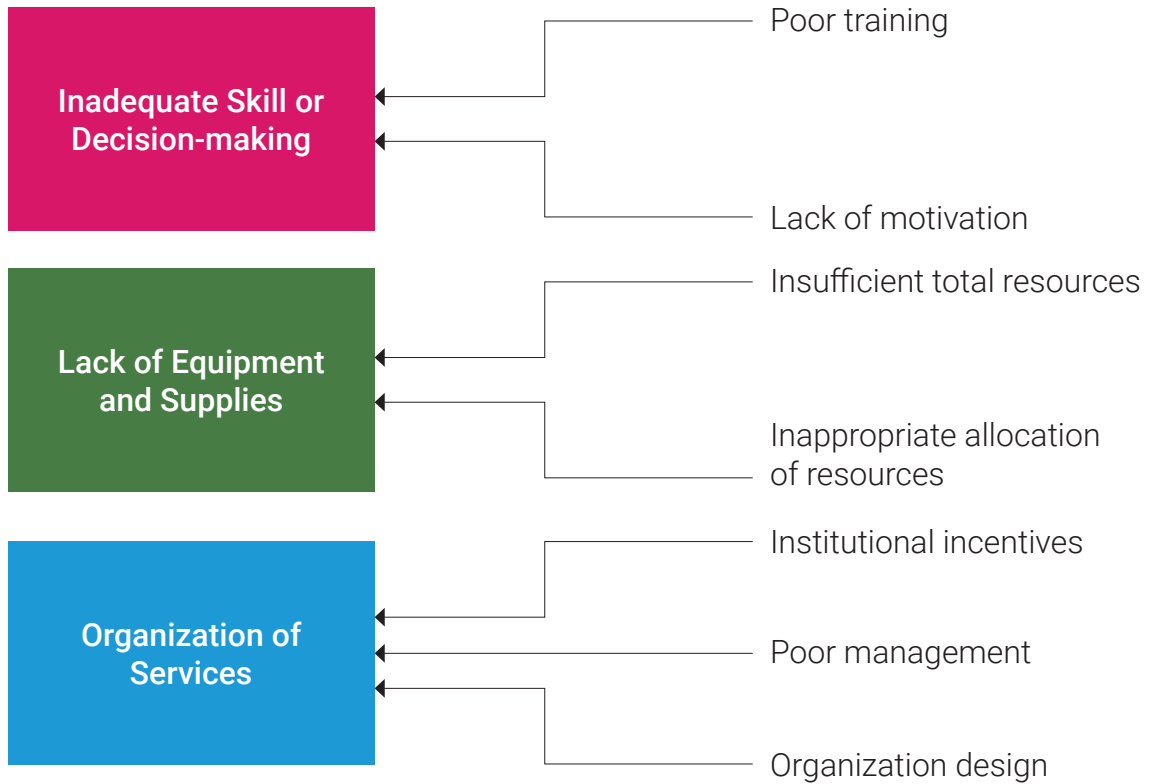 Poor training
Inadequate Skill or
Decision-making
Lack of motivation
Insufficient total resources
Lack of Equipment
and Supplies
Inappropriate allocation
of resources
Institutional incentives
Organization of
Services
Poor management
Organization design